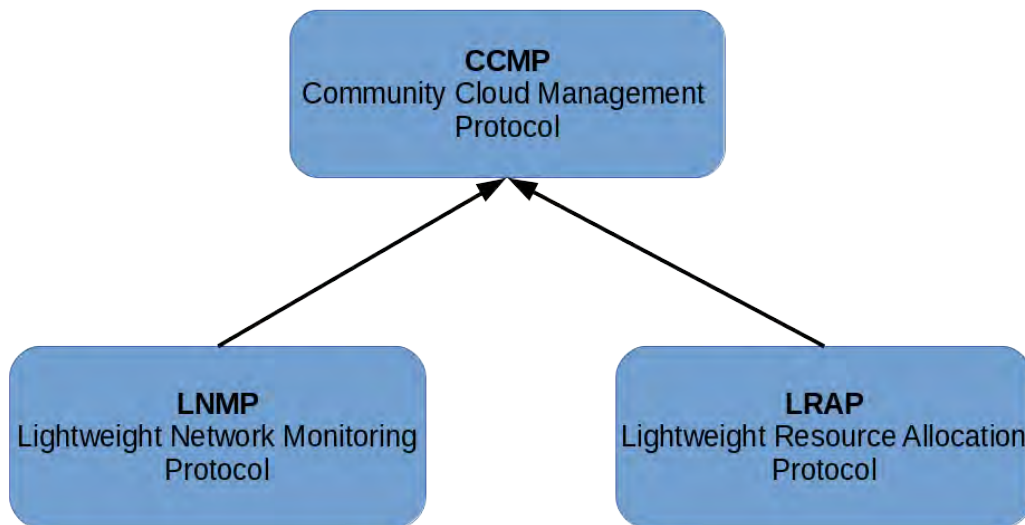 CCMP
Community Cloud Management
Protocol
LNMP
Lightweight Network Monitoring
Protocol
LRAP
Lightweight Resource Allocation
Protocol